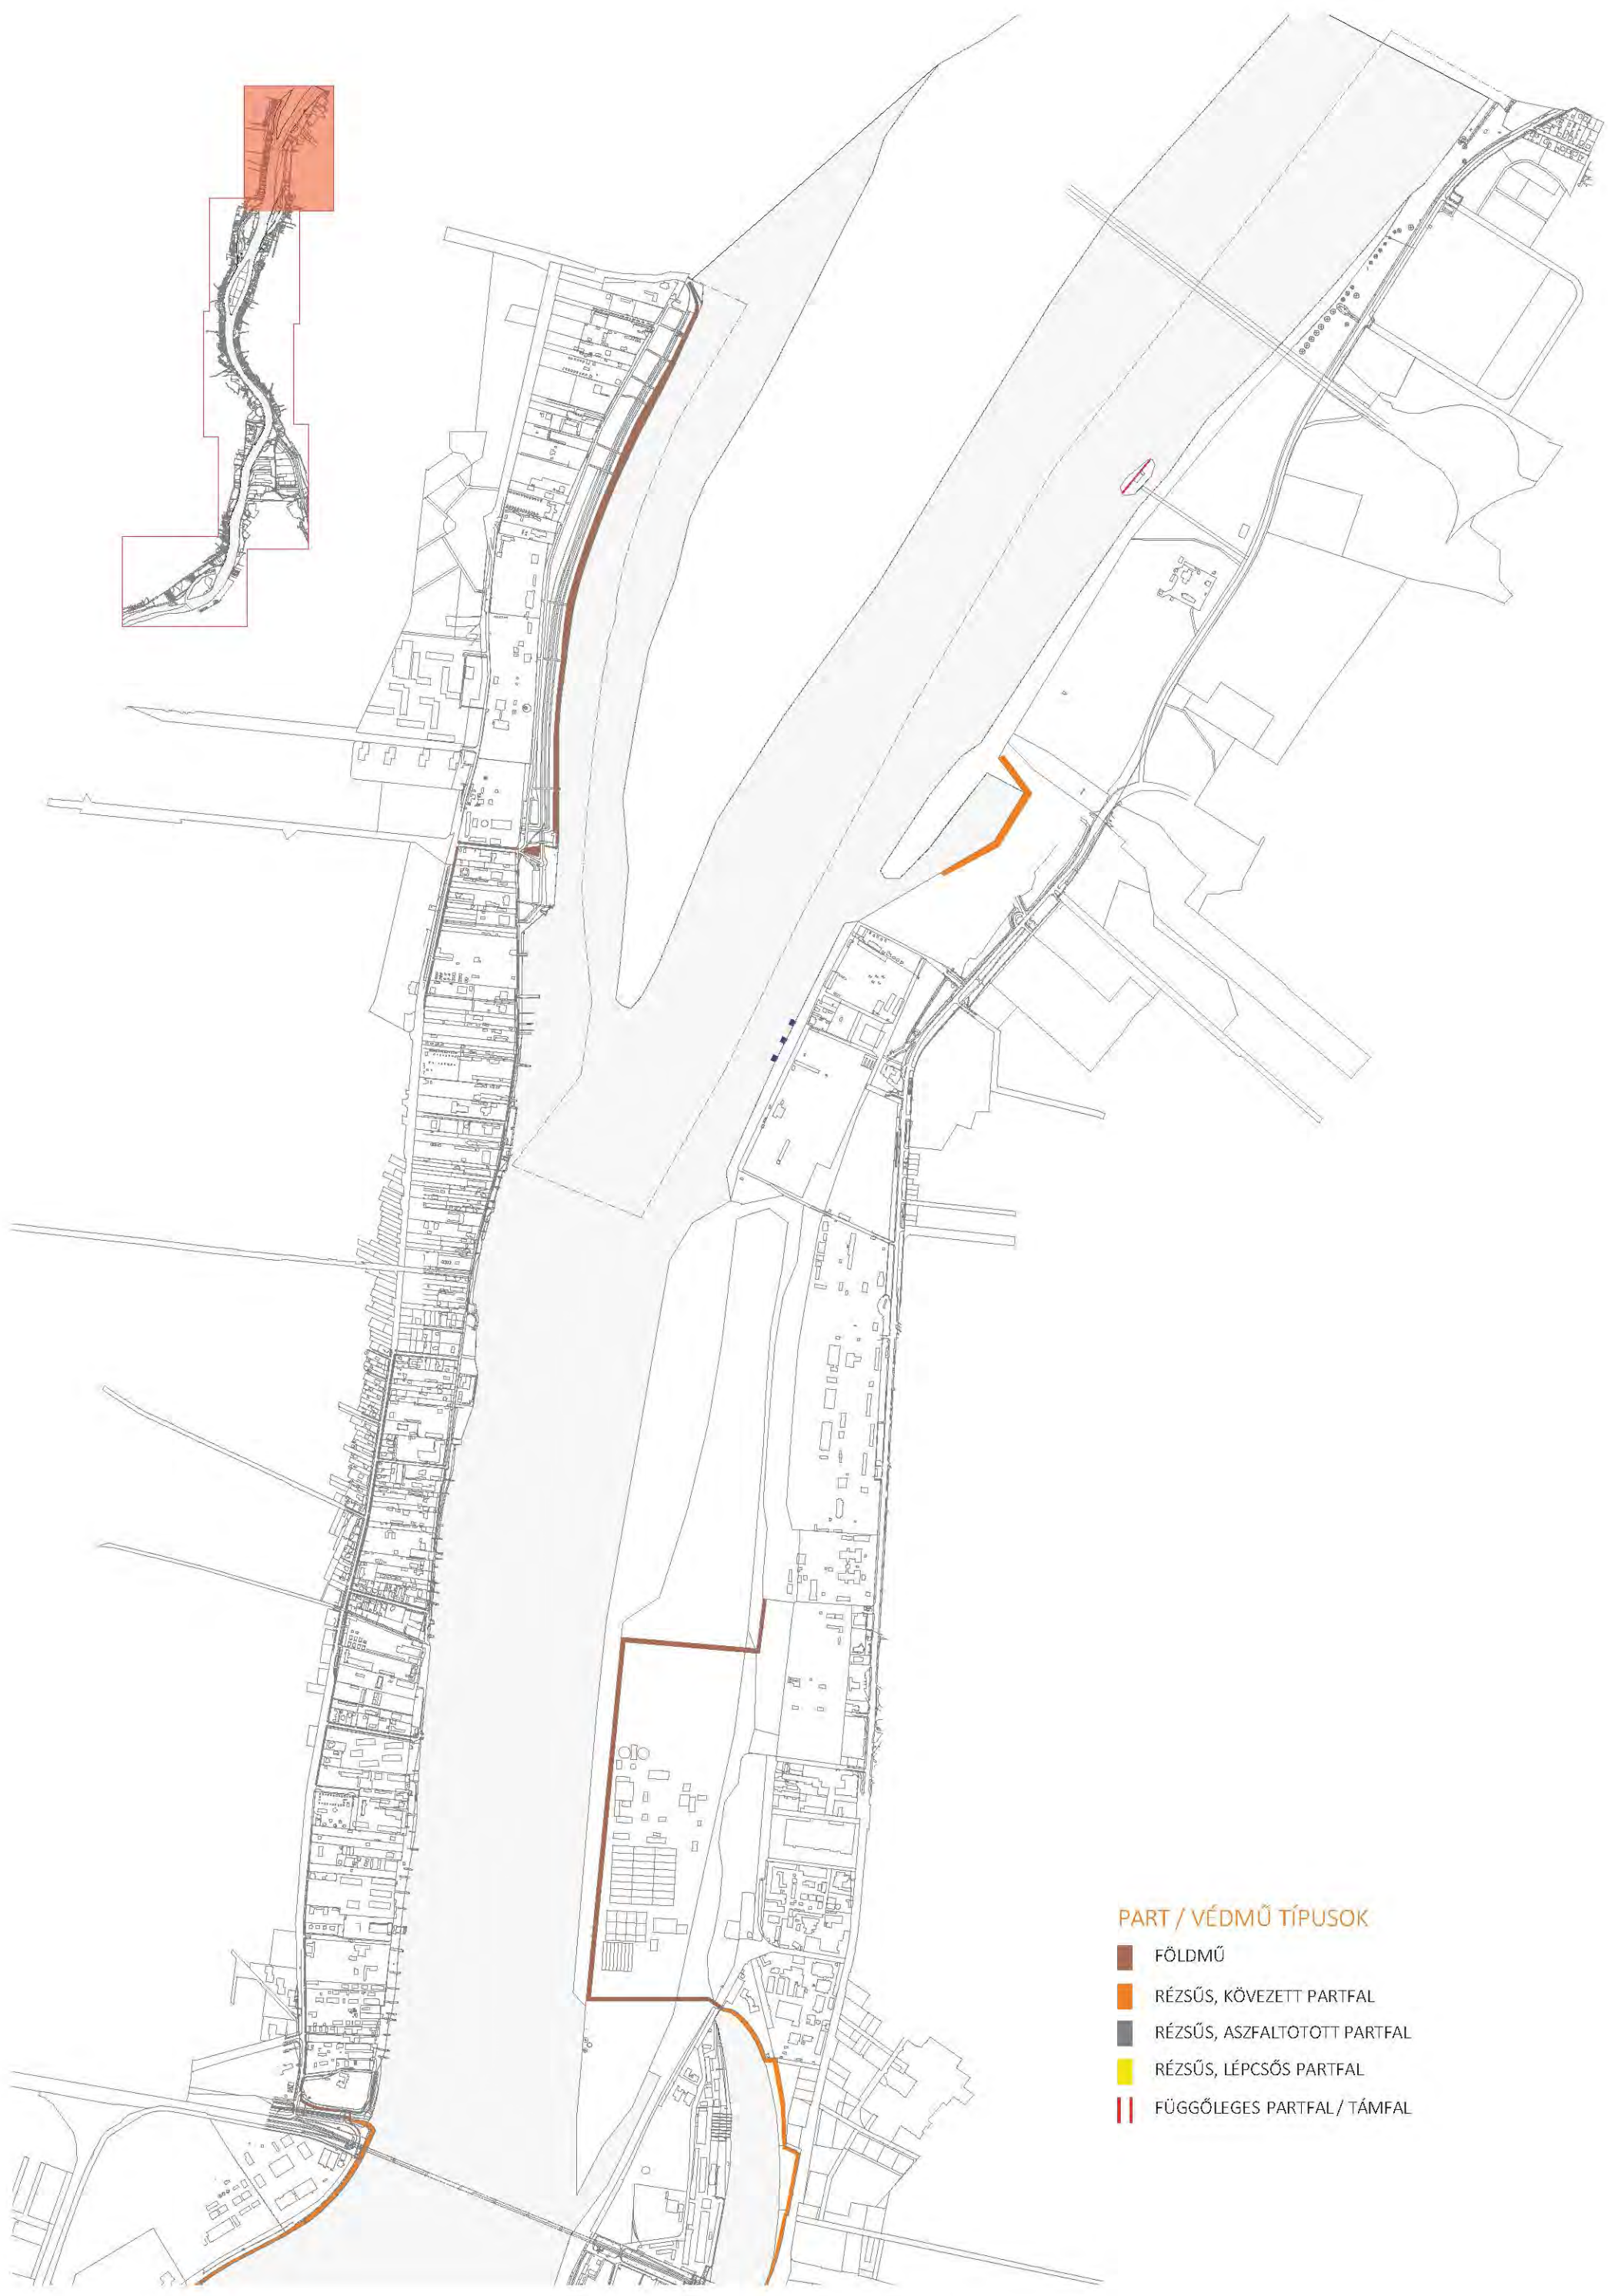 PART / VÉDMŰ TÍPUSOK
FÖLDMŰ
RÉZSŰS, KÖVEZETT PARTFAL
RÉZSŰS, ASZFALTOTOTT PARTFAL
RÉZSŰS, LÉPCSŐS PARTFAL
FÜGGŐLEGES PARTFAL / TÁMFAL